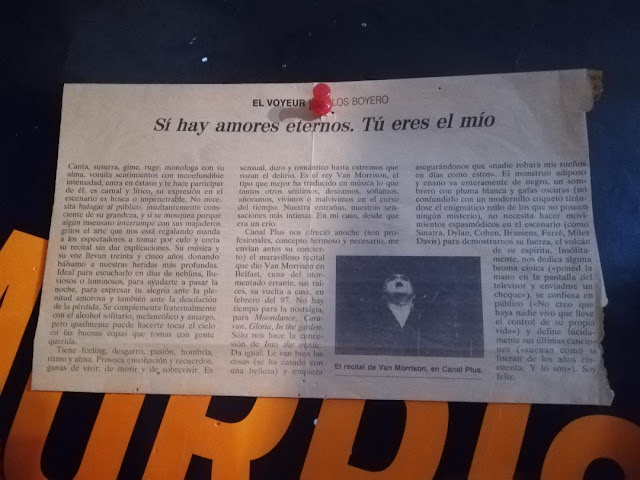 EL VOYEUR | LOS BOYERO
Sí hay amores eternos. Tú eres el mío
Canta, susurra, gime, ruge, monologa con su
alma, vomita sentimientos con inconfundible
intensidad, entra en éxtasis y te hace participar
de él, es carnal y lírico, su expresión en el
escenario es hosca o impenetrable. No nece-
sita halagar al público, insultantemente cons-
ciente de su grandeza, y si se mosquea porque
algún insensato interrumpe con sus majaderos
gritos el arte que nos está regalando manda
a los espectadores a tomar por culo y corta
su recital sin dar explicaciones. Su música y
su voz llevan treinta y cinco años donando
bálsamo a nuestras heridas más profundas.
Ideal para escucharlo en días de neblina, llu-
viosos o luminosos, para ayudarte a pasar la
noche, para expresar tu alegría ante la ple-
nitud amorosa y también ante la desolación
de la pérdida. Se complementa fraternalmente
con el alcohol solitario, melancólico y amargo,
pero igualmente puede hacerte tocar el cielo
en las buenas copas que tomas con gente
querida.
Tiene feeling, desgarro, pasión, hombría,
ritmo y alma. Provoca ensoñación y recuerdos,
ganas de vivir, de morir y de sobrevivir. Es
sensual, duro y romántico hasta extremos que
rozan el delirio. Es el rey Van Morrison, el
tipo que mejor ha traducido en música lo que
tantos otros sentimos, deseamos, soñamos,
añoramos, vivimos o malvivimos en el curso
del tiempo. Nuestra entrañas, nuestras sen-
saciones más íntimas. En mi caso, desde que
era un crío.
Canal Plus nos ofreció anoche (son pro-
fesionales, concepto hermoso y necesario, me
envían antes su concier-
to) el maravilloso recital
que dio Van Morrison en
Belfast, cuna del ator-
mentado errante, sus raí-
ces, su vuelta a casa, en
febrero del 97. No hay
tiempo para la nostalgia,
para Moondance, Cara-
van, Gloria, In the garden.
Sólo nos hace la conce-
sión de Into the mystic.
Da igual. Le van bien las
cosas (se ha casado con
una belleza) y empieza
asegurándonos que «nadie robará mis sueños
en días como estos». El monstruo adiposo
y enano va enteramente de negro, un som-
brero con pluma blanca y gafas oscuras (no
confundirlo con un modernillo coqueto tirán-
dose el enigmático rollo de los que no poseen
ningún misterio), no necesita hacer movi-
mientos espasmódicos en el escenario (como
Sinatra, Dylan, Cohen, Brassens, Ferré, Miles
Davis) para demostrarnos su fuerza, el volcán
de su espíritu. Insólita-
mente, nos dedica alguna
broma cínica («poned la
mano en la pantalla del
televisor y enviadme un
cheque»), se confiesa en
público («No creo que
haya nadie vivo que lleve
el control de su propia
vida») y define lúcida-
mente sus últimas cancio-
nes («suenan como si
fueran de los años cin-
cuenta. Y lo son»). Soy
feliz.
El recital de Van Morrison, en Canal Plus.